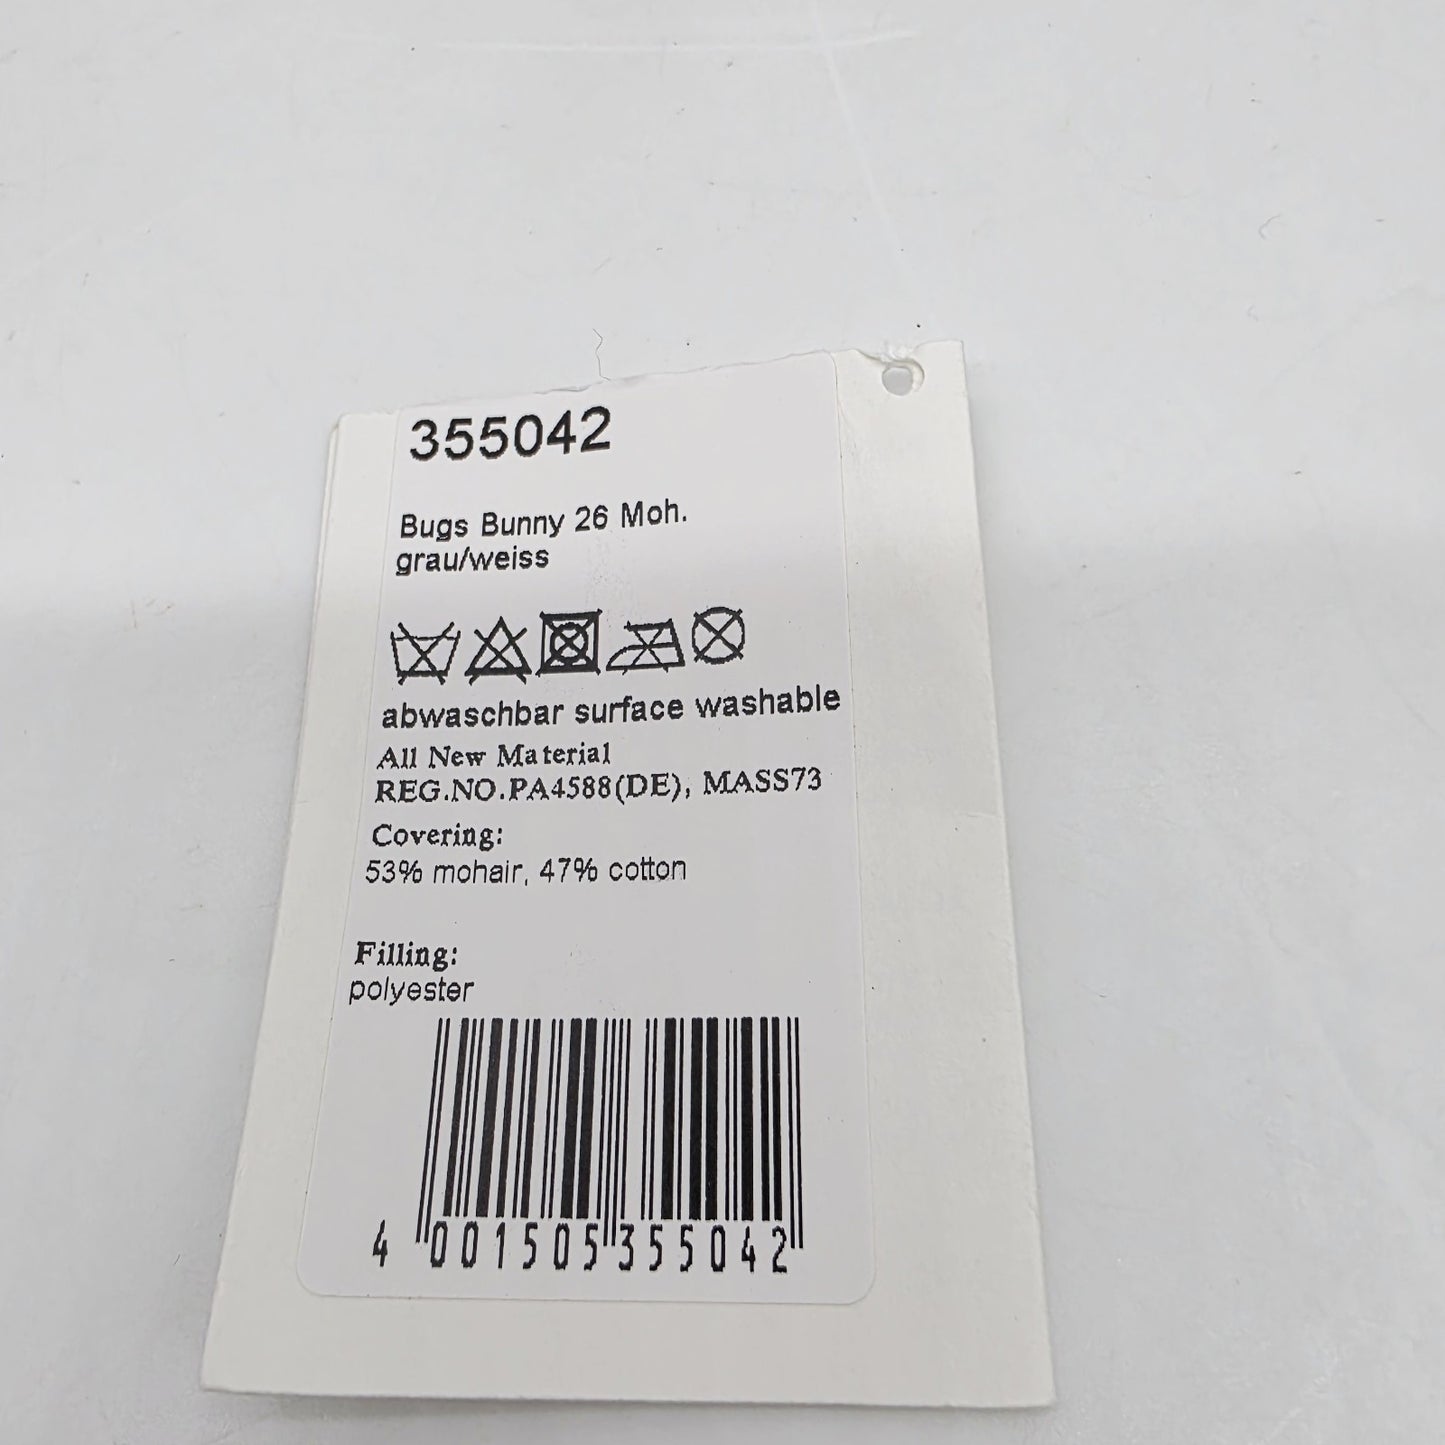 355042
Bugs Bunny 26 Moh.
grau/weiss
abwaschbar surface washable
All New Material
REG.NO.PA4588(DE), MASS73
Covering:
53% mohair, 47% cotton
Filling:
polyester
4 001505 355042